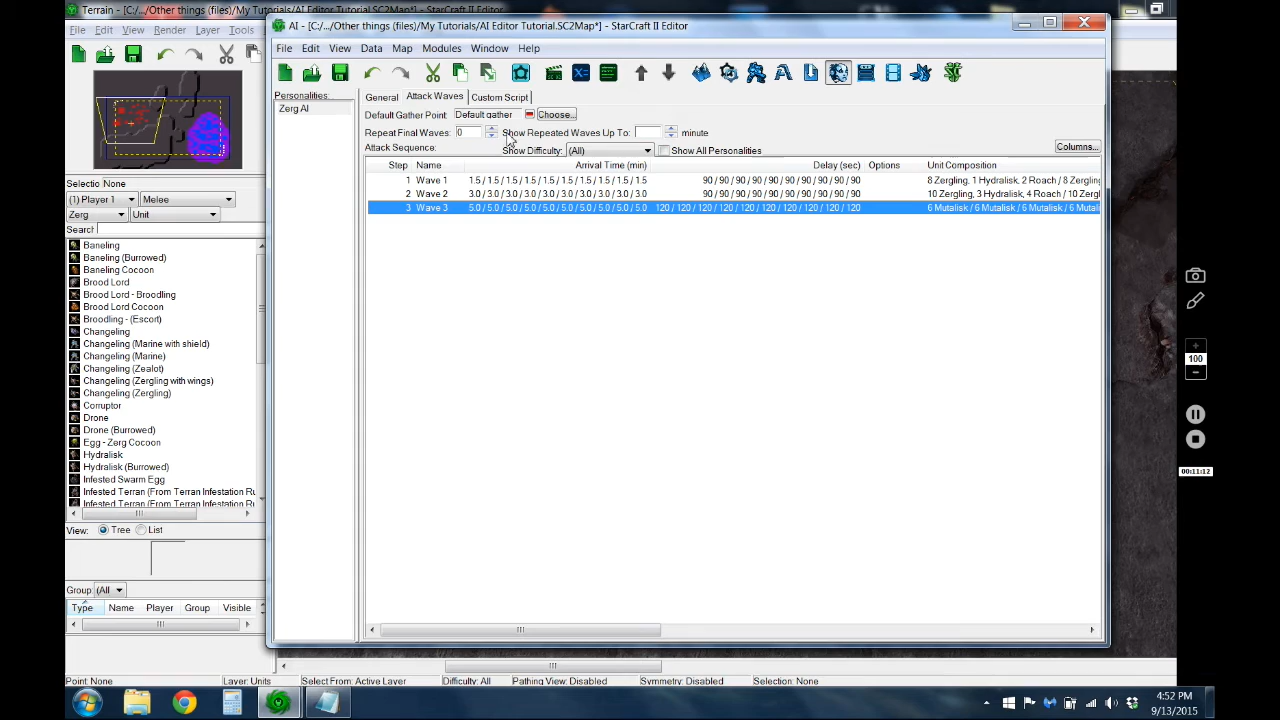 Terrain - [C:/.../Other things (files)/My Tutorials/AI Editor Tutorial.SC2Map*] - StarCraft II Editor
File Edit View Render Layer Tools
AI - [C:/.../Other things (files)/My Tutorials/AI Editor Tutorial.SC2Map*] - StarCraft II Editor
File Edit View Data Map Modules Window Help
Personalities:
Zerg AI
General Attack Waves Custom Script
Default Gather Point: Default gather Choose...
Repeat Final Waves: 0 Show Repeated Waves Up To: minute
Attack Sequence: Show Difficulty: (All) Show All Personalities Columns...
Step Name Arrival Time (min) Delay (sec) Options Unit Composition
1 Wave 1 1.5 / 1.5 / 1.5 / 1.5 / 1.5 / 1.5 / 1.5 / 1.5 / 1.5 / 1.5 90 / 90 / 90 / 90 / 90 / 90 / 90 / 90 / 90 / 90 8 Zergling, 1 Hydralisk, 2 Roach / 8 Zergling
2 Wave 2 3.0 / 3.0 / 3.0 / 3.0 / 3.0 / 3.0 / 3.0 / 3.0 / 3.0 / 3.0 90 / 90 / 90 / 90 / 90 / 90 / 90 / 90 / 90 / 90 10 Zergling, 3 Hydralisk, 4 Roach / 10 Zergl
3 Wave 3 5.0 / 5.0 / 5.0 / 5.0 / 5.0 / 5.0 / 5.0 / 5.0 / 5.0 / 5.0 120 / 120 / 120 / 120 / 120 / 120 / 120 / 120 / 120 / 120 6 Mutalisk / 6 Mutalisk / 6 Mutalisk / 6 Mutali
Selectio None
(1) Player 1 Melee
Zerg Unit
Search
Baneling
Baneling (Burrowed)
Baneling Cocoon
Brood Lord
Brood Lord - Broodling
Brood Lord Cocoon
Broodling - (Escort)
Changeling
Changeling (Marine with shield)
Changeling (Marine)
Changeling (Zealot)
Changeling (Zergling with wings)
Changeling (Zergling)
Corruptor
Drone
Drone (Burrowed)
Egg - Zerg Cocoon
Hydralisk
Hydralisk (Burrowed)
Infested Swarm Egg
Infested Terran (From Terran Infestation Ru
Infested Terran (From Terran Infestation Ru
View: Tree List
Group: (All
Type Name Player Group Visible
Point: None Layer: Units Select From: Active Layer Difficulty: All Pathing View: Disabled Symmetry: Disabled Selection: None
100
00:11:12
4:52 PM
9/13/2015